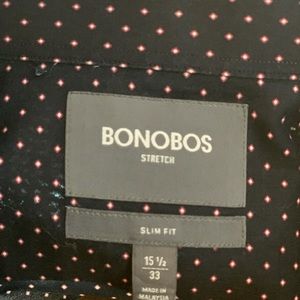 BONOBOS
STRETCH
SLIM FIT
15 ½
33
MADE IN
MALAYSIA